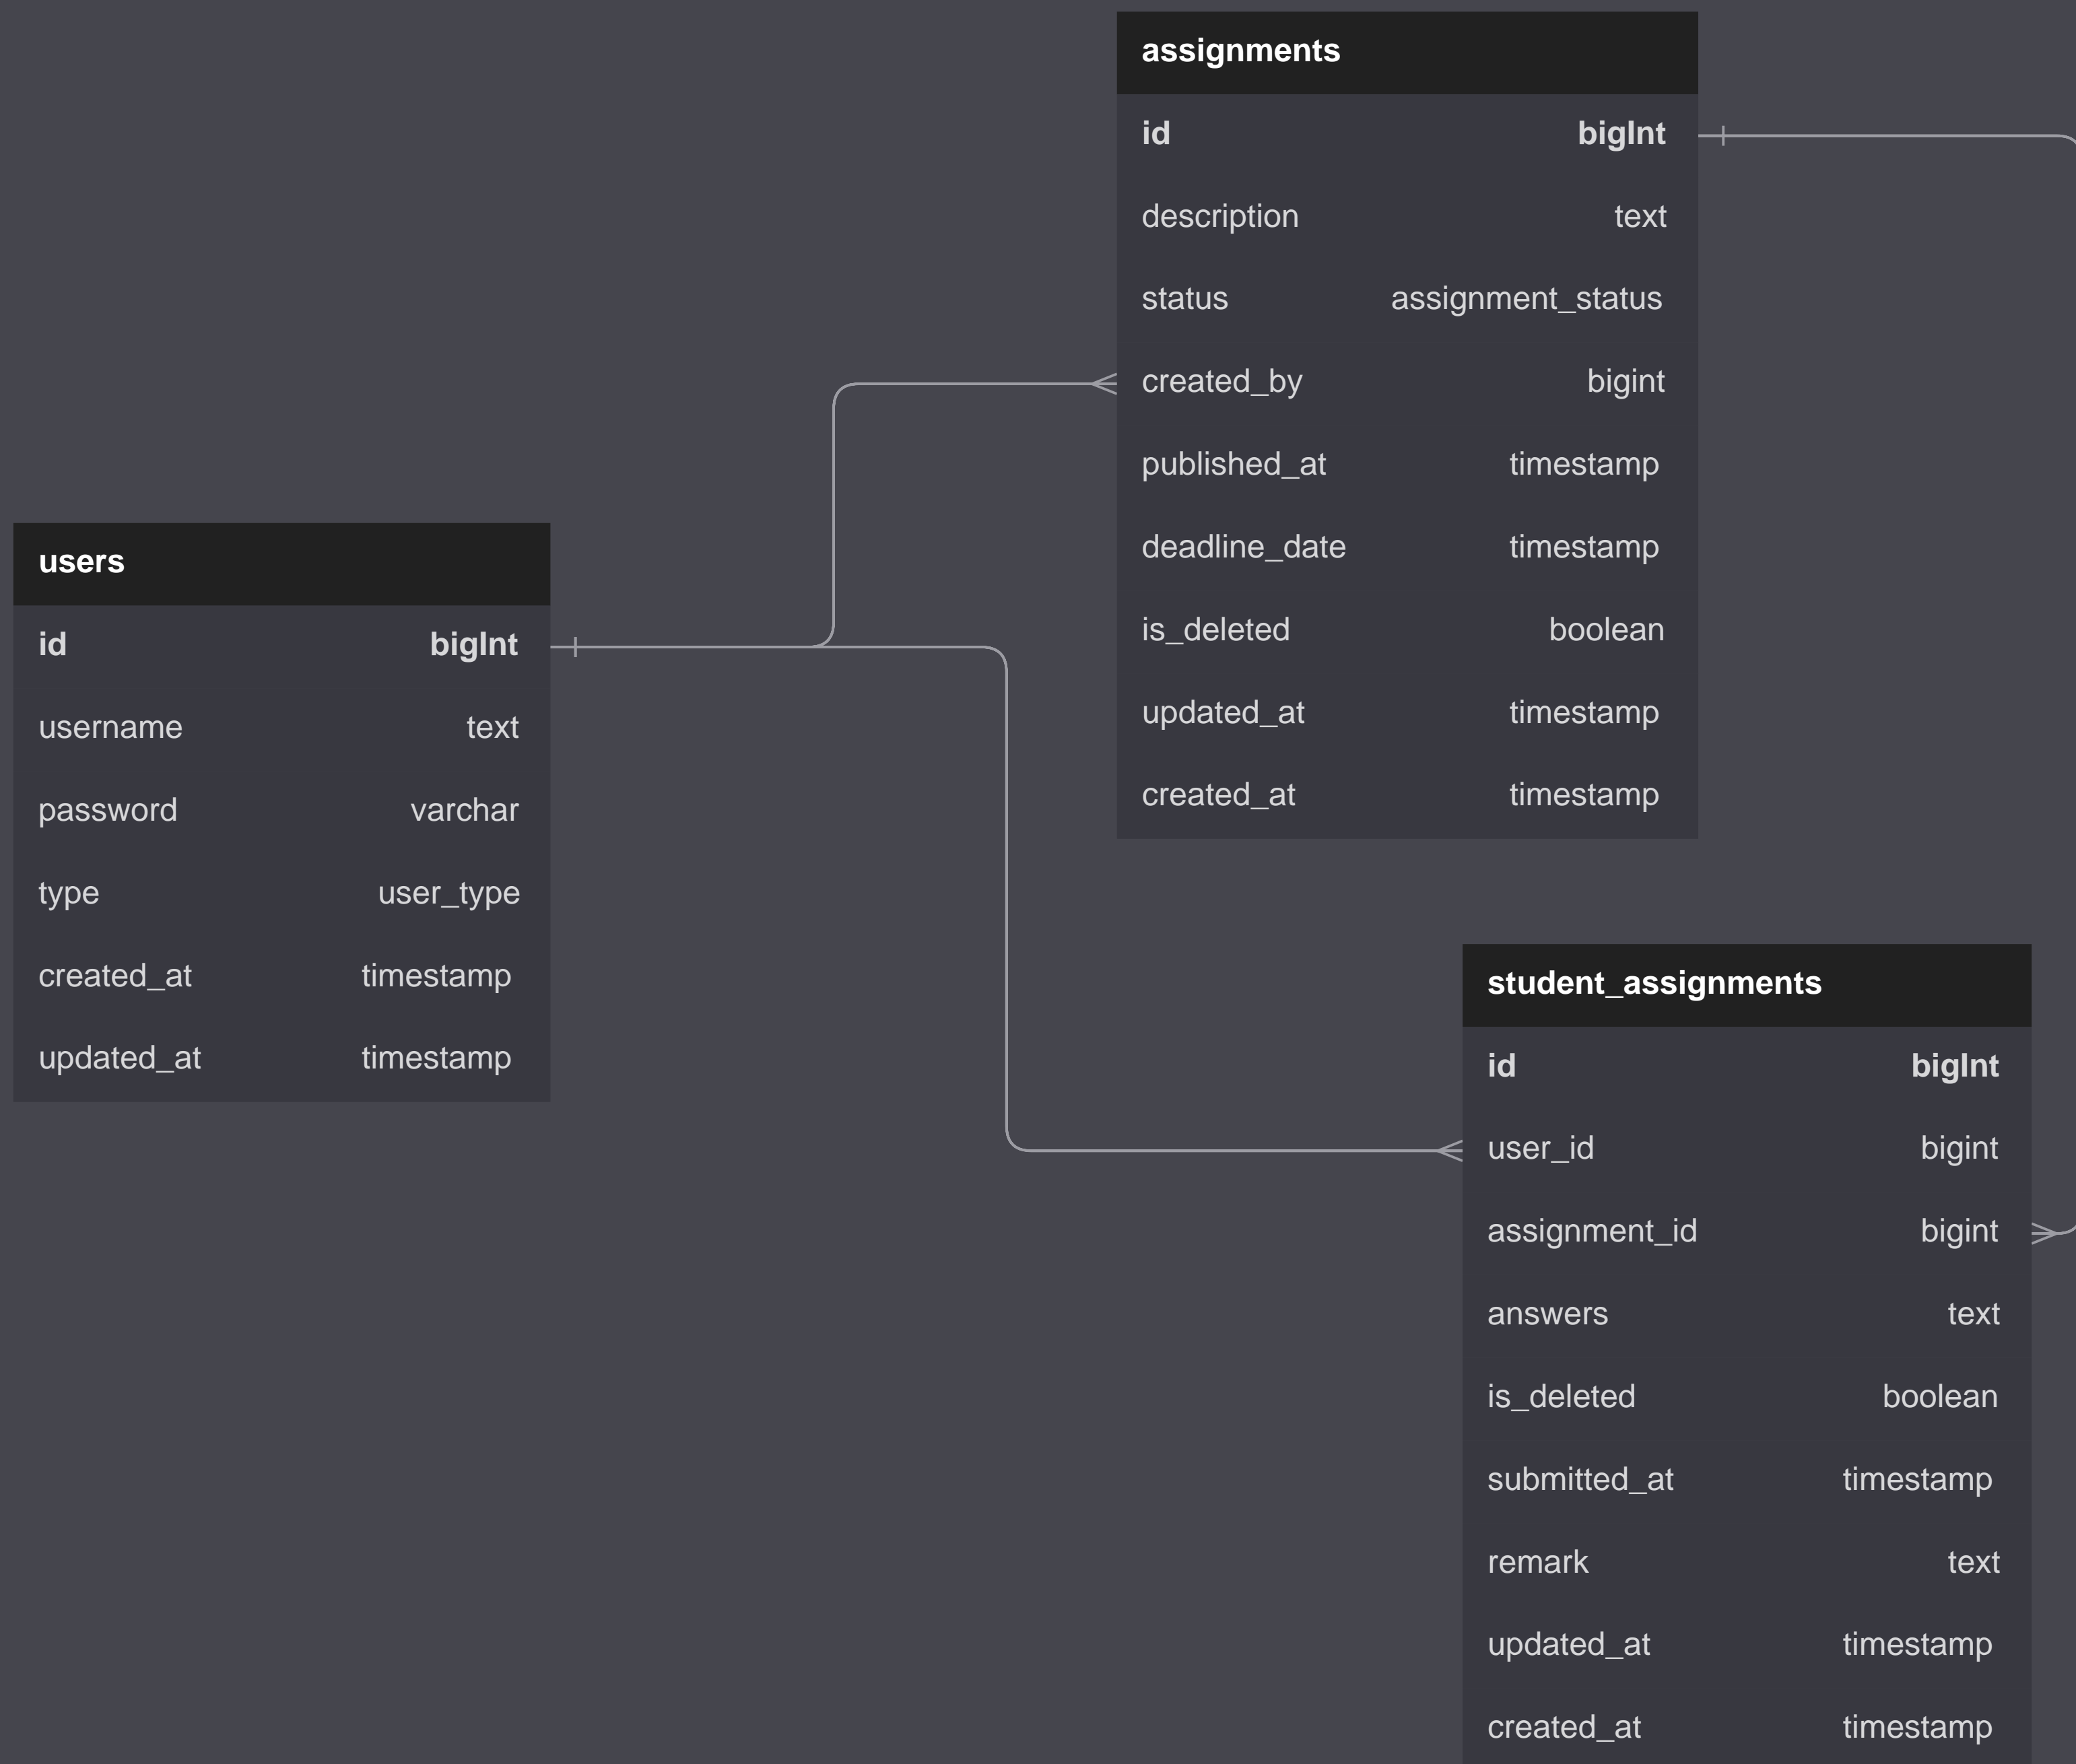 assignments
id bigInt
description text
status assignment_status
created_by bigint
published_at timestamp
deadline_date timestamp
is_deleted boolean
updated_at timestamp
created_at timestamp
users
id bigInt
username text
password varchar
type user_type
created_at timestamp
updated_at timestamp
student_assignments
id bigInt
user_id bigint
assignment_id bigint
answers text
is_deleted boolean
submitted_at timestamp
remark text
updated_at timestamp
created_at timestamp